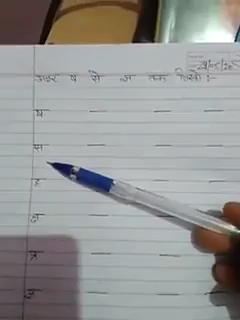 अक्षर ष से ज्ञ तक लिखो :-
ष — — —
स — — —
ह — — —
क्ष — — —
त्र — — —
ज्ञ — — —